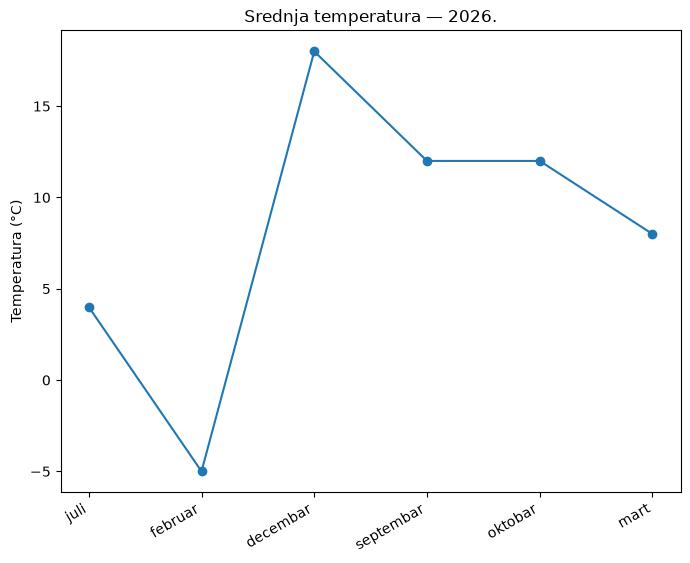 Srednja temperatura — 2026.
Temperatura (°C)
15
10
5
0
−5
juli
februar
decembar
septembar
oktobar
mart